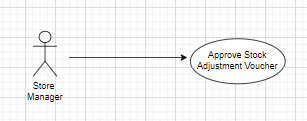 Approve Stock
Adjustment Voucher
Store
Manager